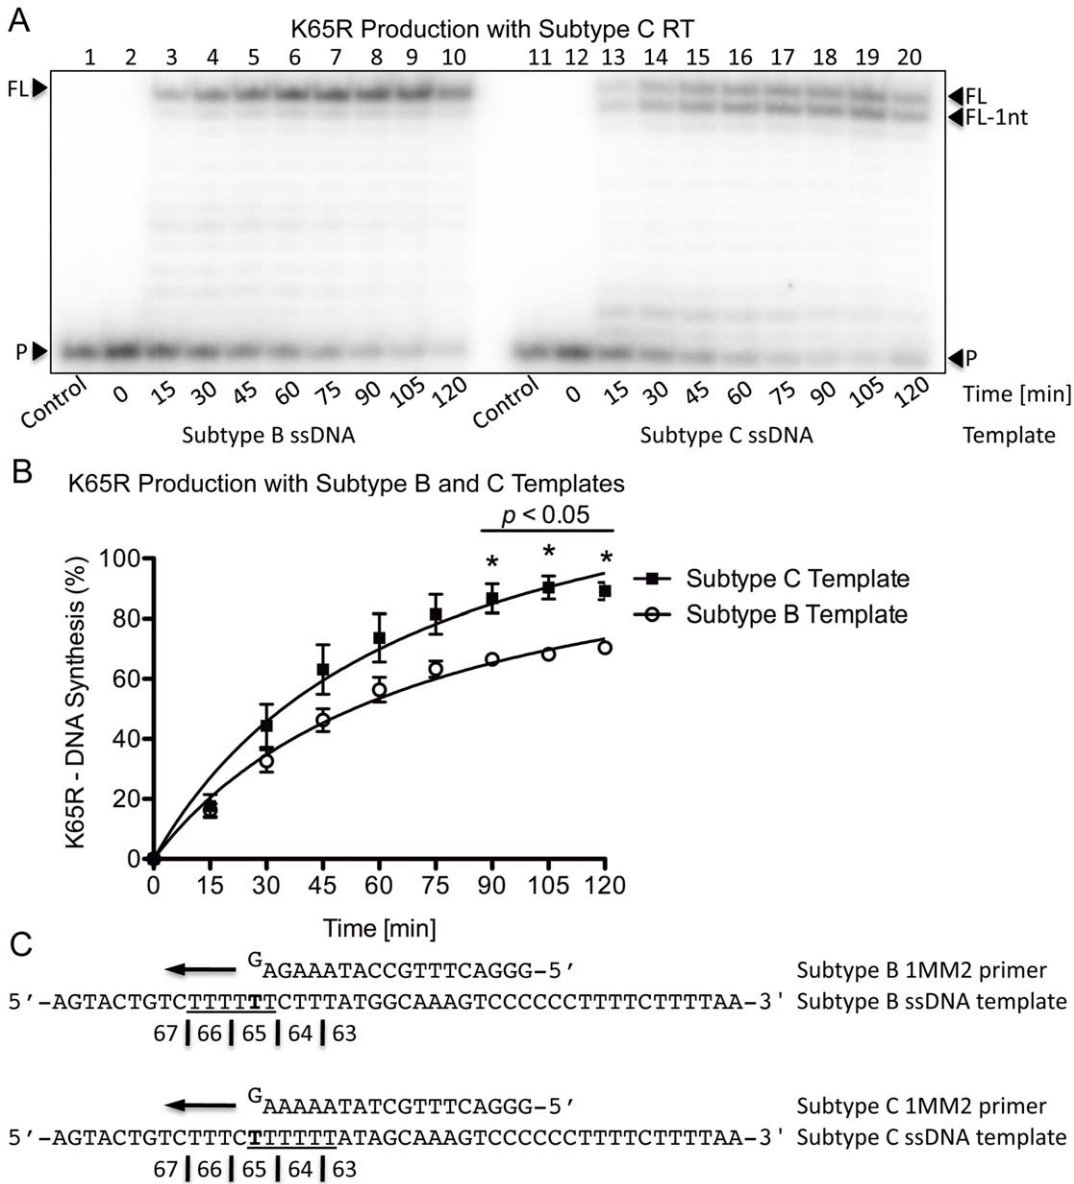 A
K65R Production with Subtype C RT
1 2 3 4 5 6 7 8 9 10 11 12 13 14 15 16 17 18 19 20
FL
FL
FL-1nt
P
P
Control 0 15 30 45 60 75 90 105 120 Control 0 15 30 45 60 75 90 105 120 Time [min]
Subtype B ssDNA Subtype C ssDNA Template
B
K65R Production with Subtype B and C Templates
p < 0.05
* * *
Subtype C Template
Subtype B Template
K65R - DNA Synthesis (%)
100
80
60
40
20
0
0 15 30 45 60 75 90 105 120
Time [min]
C
GAGAAATACCGTTTCAGGG-5′ Subtype B 1MM2 primer
5′-AGTACTGTCTTTTTTCTTTATGGCAAAGTCCCCCCTTTTCTTTTAA-3' Subtype B ssDNA template
67 | 66 | 65 | 64 | 63
GAAAAATATCGTTTCAGGG-5′ Subtype C 1MM2 primer
5′-AGTACTGTCTTTCTTTTTTATAGCAAAGTCCCCCCTTTTCTTTTAA-3' Subtype C ssDNA template
67 | 66 | 65 | 64 | 63